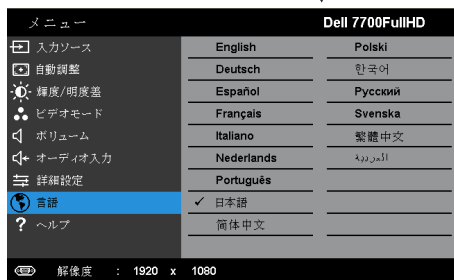 メニュー
Dell 7700FullHD
入力ソース
自動調整
輝度/明度差
ビデオモード
ボリューム
オーディオ入力
詳細設定
言語
ヘルプ
English
Deutsch
Español
Français
Italiano
Nederlands
Português
日本語
简体中文
Polski
한국어
Русский
Svenska
繁體中文
العربية
解像度 : 1920 x 1080